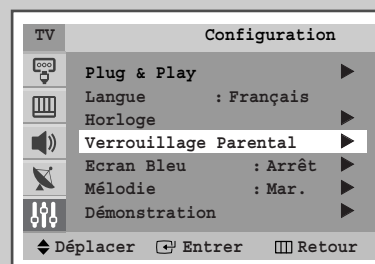 TV Configuration
Plug & Play
Langue : Français
Horloge
Verrouillage Parental
Ecran Bleu : Arrêt
Mélodie : Mar.
Démonstration
Déplacer Entrer Retour